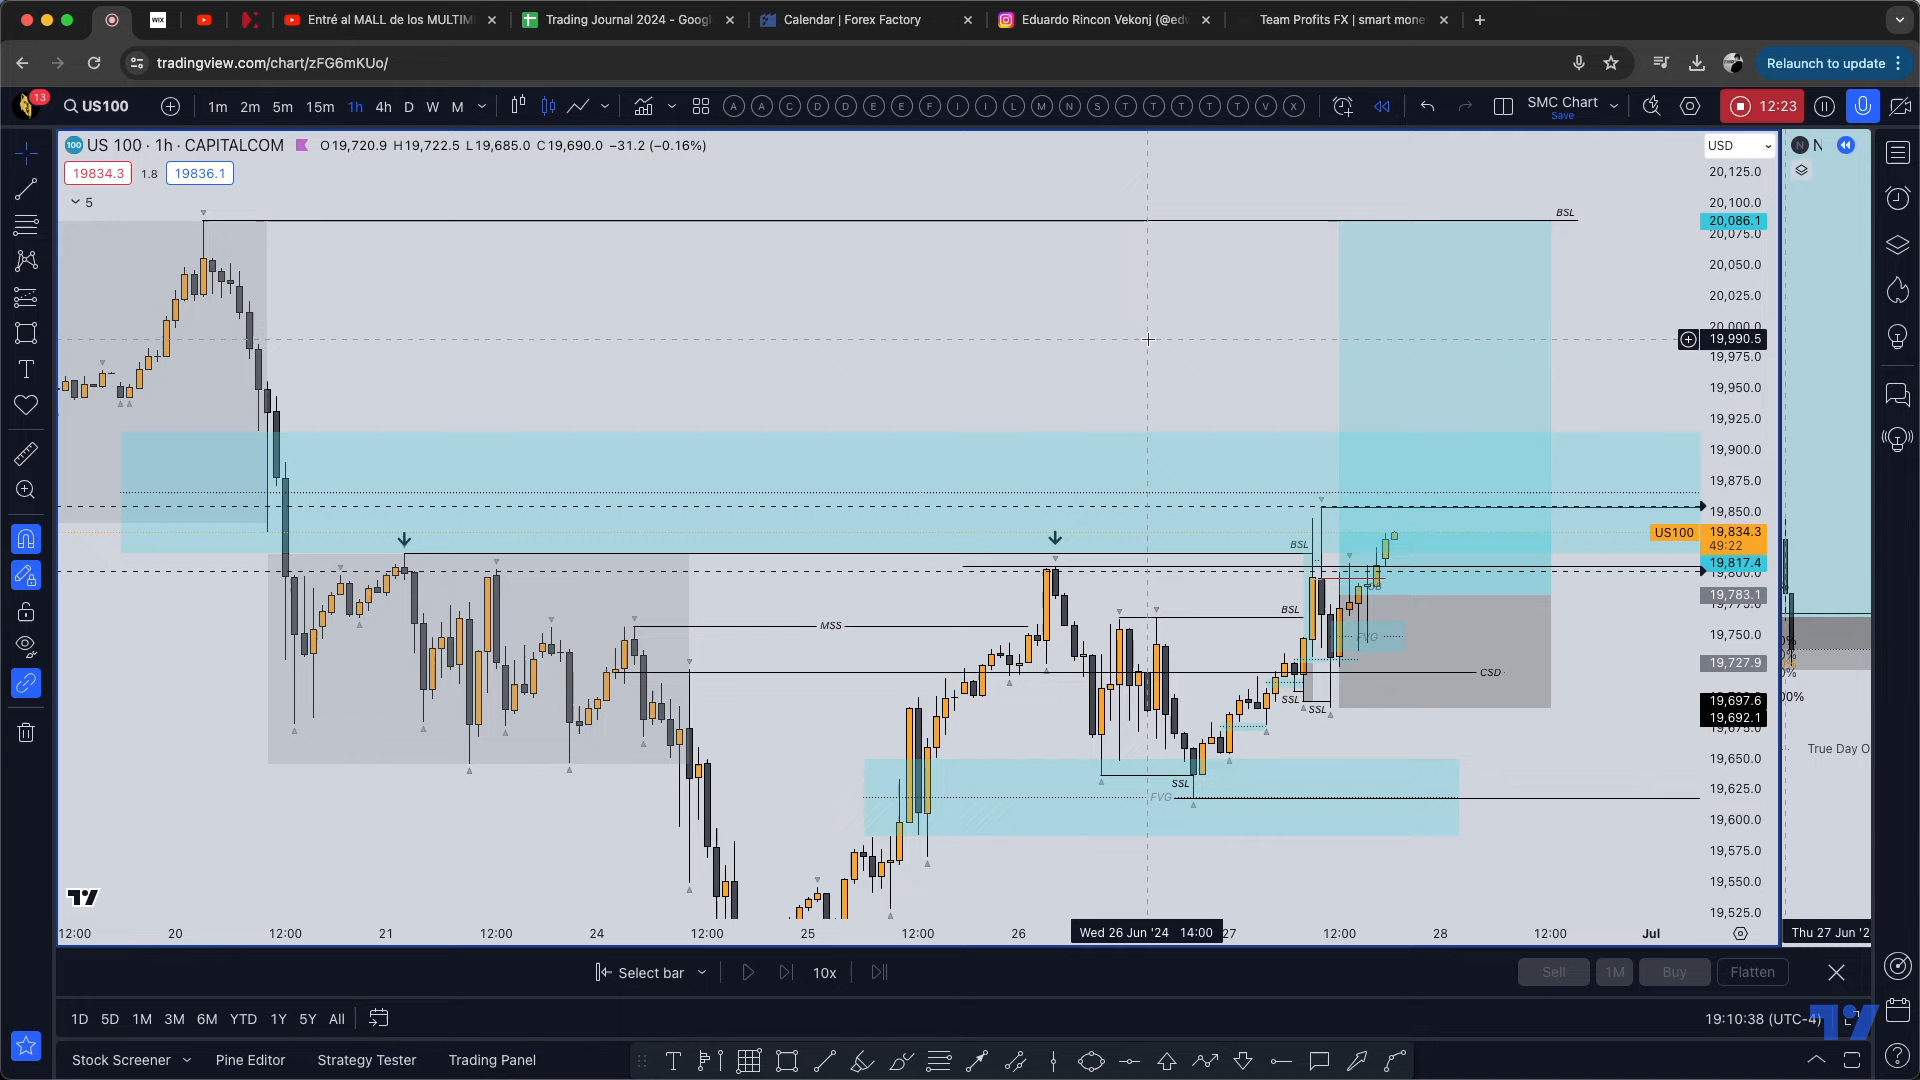 Entré al MALL de los MULTIMI
Trading Journal 2024 - Googl
Calendar | Forex Factory
Eduardo Rincon Vekonj (@edv
Team Profits FX | smart mone
WIX
tradingview.com/chart/zFG6mKUo/
Relaunch to update
13
US100
1m 2m 5m 15m 1h 4h D W M
A A C D D E E F I I L M N S T T T T T V X
SMC Chart
Save
12:23
US 100 · 1h · CAPITALCOM
O19,720.9 H19,722.5 L19,685.0 C19,690.0 −31.2 (−0.16%)
USD
N
19834.3 1.8 19836.1
5
20,125.0
20,100.0
BSL
20,086.1
20,075.0
20,050.0
20,025.0
20,000.0
19,990.5
19,975.0
19,950.0
19,925.0
19,900.0
19,875.0
19,850.0
US100 19,834.3
49:22
BSL
19,817.4
19,800.0
OB
19,783.1
19,775.0
BSL
MSS
FVG
19,750.0
19,727.9
CSD
SSL
SSL
19,697.6
19,692.1
19,675.0
00%
True Day O
19,650.0
SSL
FVG
19,625.0
19,600.0
19,575.0
19,550.0
19,525.0
12:00 20 12:00 21 12:00 24 12:00 25 12:00 26 Wed 26 Jun '24 14:00 27 12:00 28 12:00 Jul
Thu 27 Jun '2
Select bar 10x
Sell 1M Buy Flatten
1D 5D 1M 3M 6M YTD 1Y 5Y All
19:10:38 (UTC-4)
Stock Screener Pine Editor Strategy Tester Trading Panel